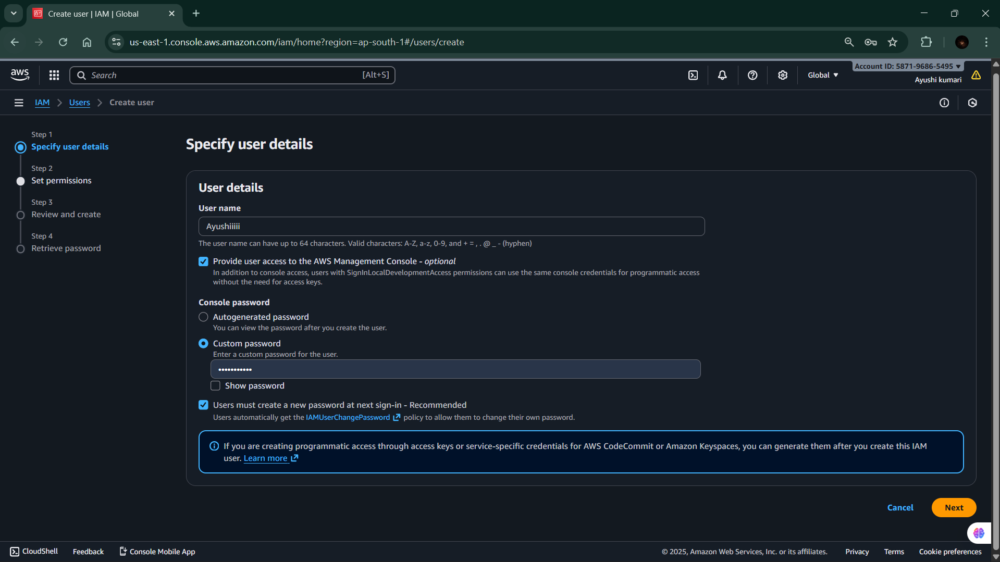 Create user | IAM | Global
us-east-1.console.aws.amazon.com/iam/home?region=ap-south-1#/users/create
aws
Search
[Alt+S]
Global
Account ID: 5871-9686-5495
Ayushi kumari
IAM
Users
Create user
Step 1
Specify user details
Step 2
Set permissions
Step 3
Review and create
Step 4
Retrieve password
Specify user details
User details
User name
Ayushiiiii
The user name can have up to 64 characters. Valid characters: A-Z, a-z, 0-9, and + = , . @ _ - (hyphen)
Provide user access to the AWS Management Console - optional
In addition to console access, users with SignInLocalDevelopmentAccess permissions can use the same console credentials for programmatic access
without the need for access keys.
Console password
Autogenerated password
You can view the password after you create the user.
Custom password
Enter a custom password for the user.
•••••••••••
Show password
Users must create a new password at next sign-in - Recommended
Users automatically get the IAMUserChangePassword policy to allow them to change their own password.
If you are creating programmatic access through access keys or service-specific credentials for AWS CodeCommit or Amazon Keyspaces, you can generate them after you create this IAM
user. Learn more
Cancel
Next
CloudShell
Feedback
Console Mobile App
© 2025, Amazon Web Services, Inc. or its affiliates.
Privacy
Terms
Cookie preferences